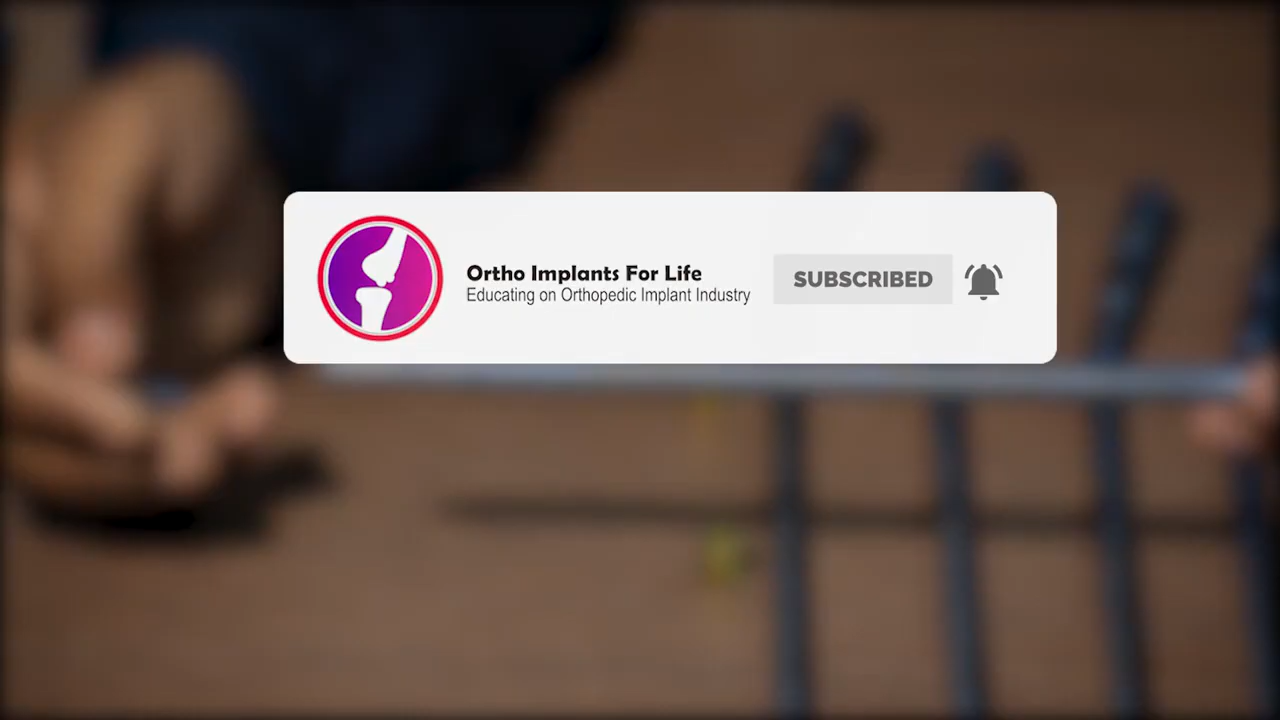 Ortho Implants For Life
Educating on Orthopedic Implant Industry
SUBSCRIBED